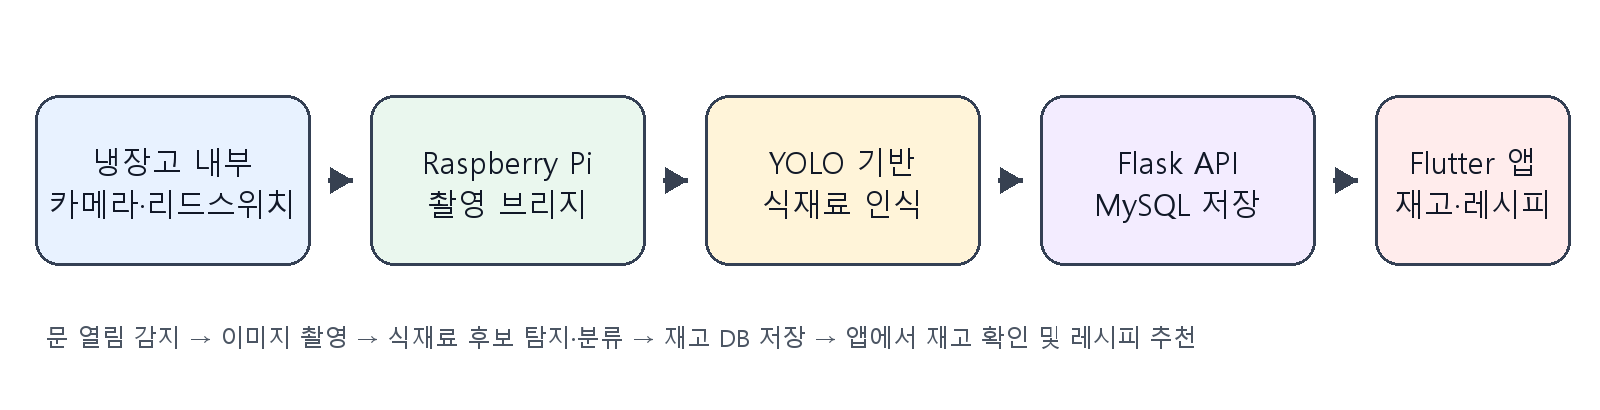 냉장고 내부
카메라·리드스위치
Raspberry Pi
촬영 브리지
YOLO 기반
식재료 인식
Flask API
MySQL 저장
Flutter 앱
재고·레시피
문 열림 감지 → 이미지 촬영 → 식재료 후보 탐지·분류 → 재고 DB 저장 → 앱에서 재고 확인 및 레시피 추천